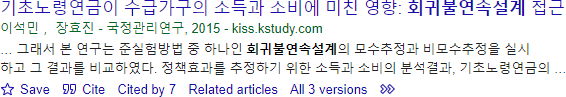 기초노령연금이 수급가구의 소득과 소비에 미친 영향: 회귀불연속설계 접근
이석민, 장효진 - 국정관리연구, 2015 - kiss.kstudy.com
... 그래서 본 연구는 준실험방법 중 하나인 회귀불연속설계의 모수추정과 비모수추정을 실시
하고 그 결과를 비교하였다. 정책효과를 추정하기 위한 소득과 소비의 분석결과, 기초노령연금의 ...
Save Cite Cited by 7 Related articles All 3 versions